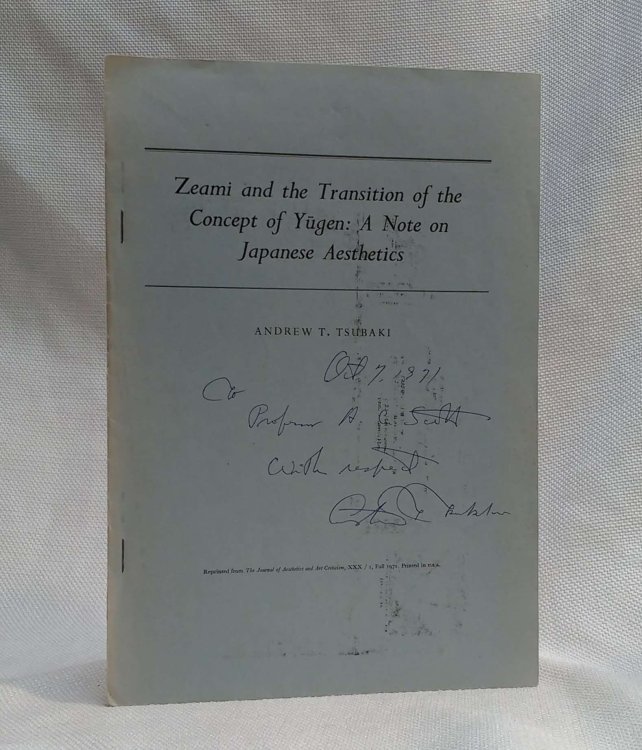 Zeami and the Transition of the
Concept of Yūgen: A Note on
Japanese Aesthetics
ANDREW T. TSUBAKI
Oct 7, 1971
To
Professor A. C. Scott
With respect
Andrew T. Tsubaki
Reprinted from The Journal of Aesthetics and Art Criticism, XXX / 1, Fall 1971. Printed in U.S.A.